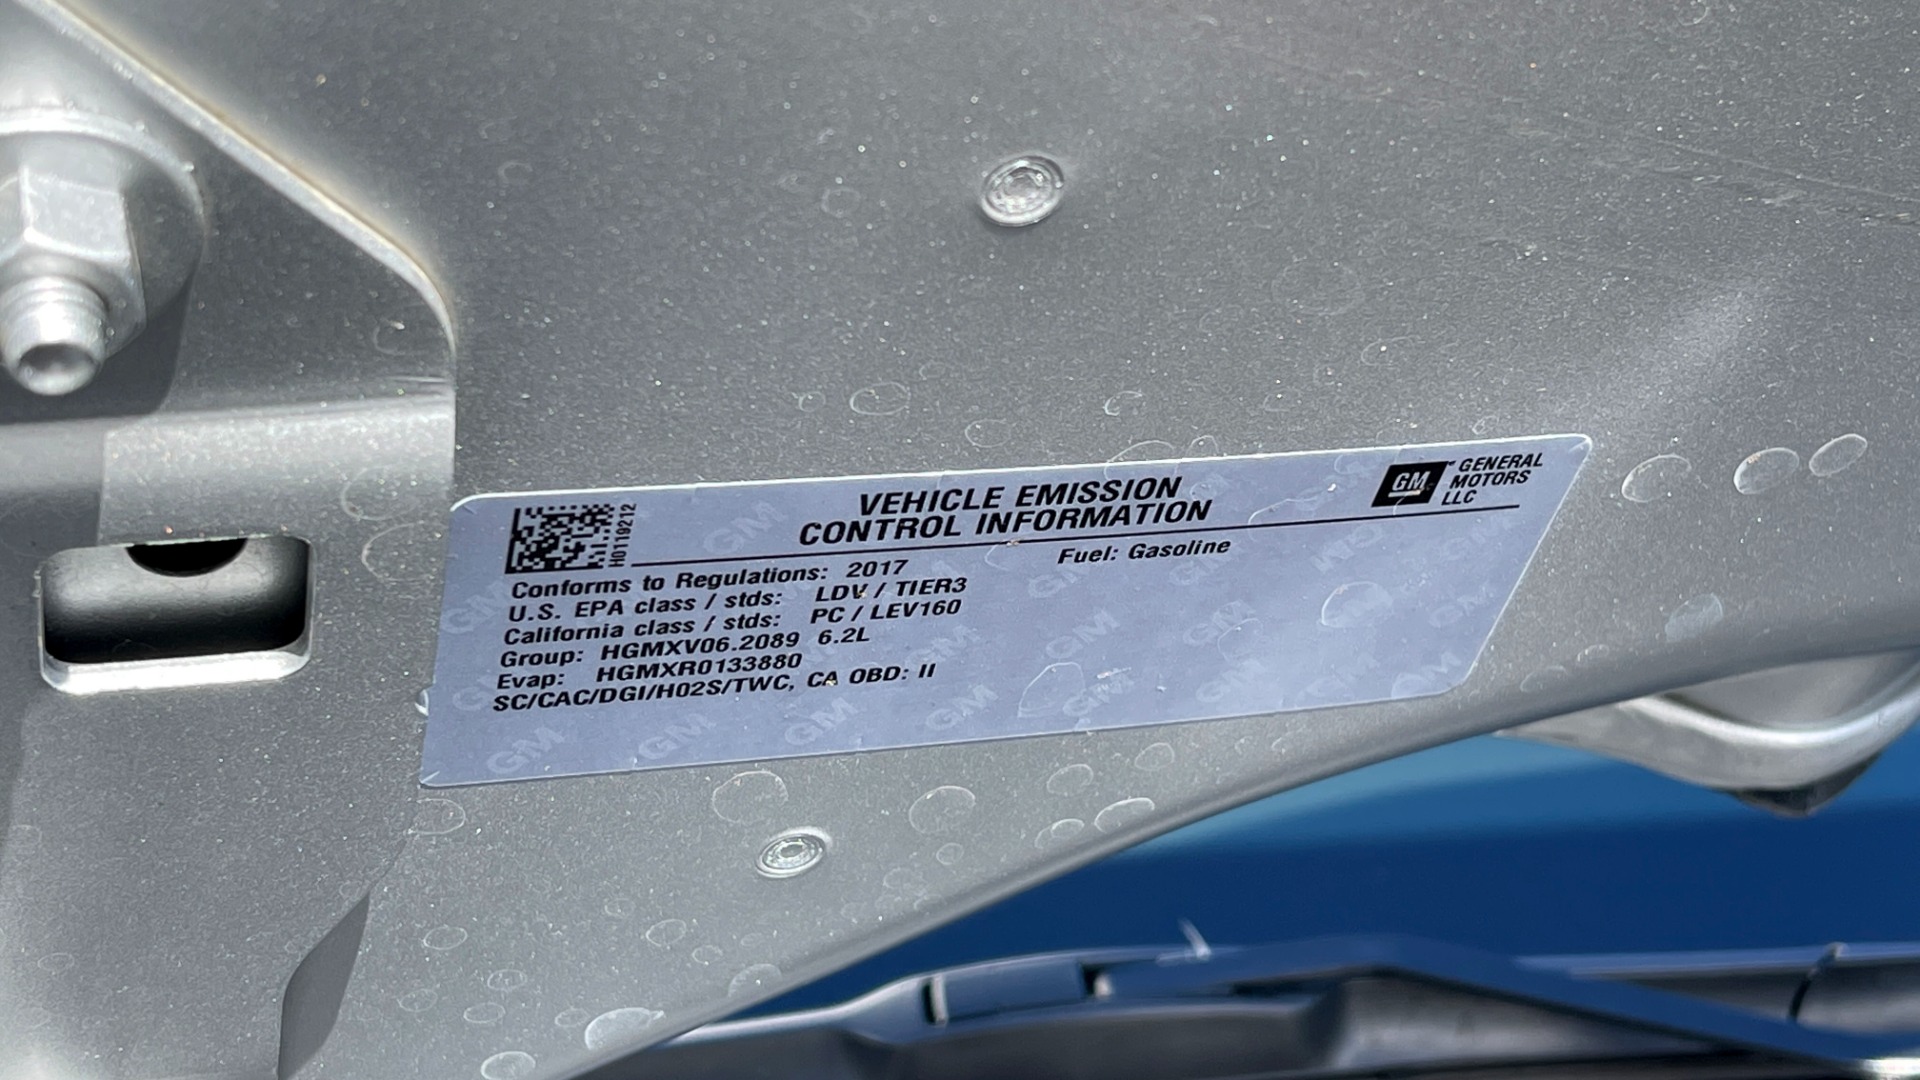 VEHICLE EMISSION
CONTROL INFORMATION
GM GENERAL
MOTORS
LLC
H0119212
Fuel: Gasoline
Conforms to Regulations: 2017
U.S. EPA class / stds: LDV / TIER3
California class / stds: PC / LEV160
Group: HGMXV06.2089 6.2L
Evap: HGMXR0133880
SC/CAC/DGI/HO2S/TWC, CA OBD: II